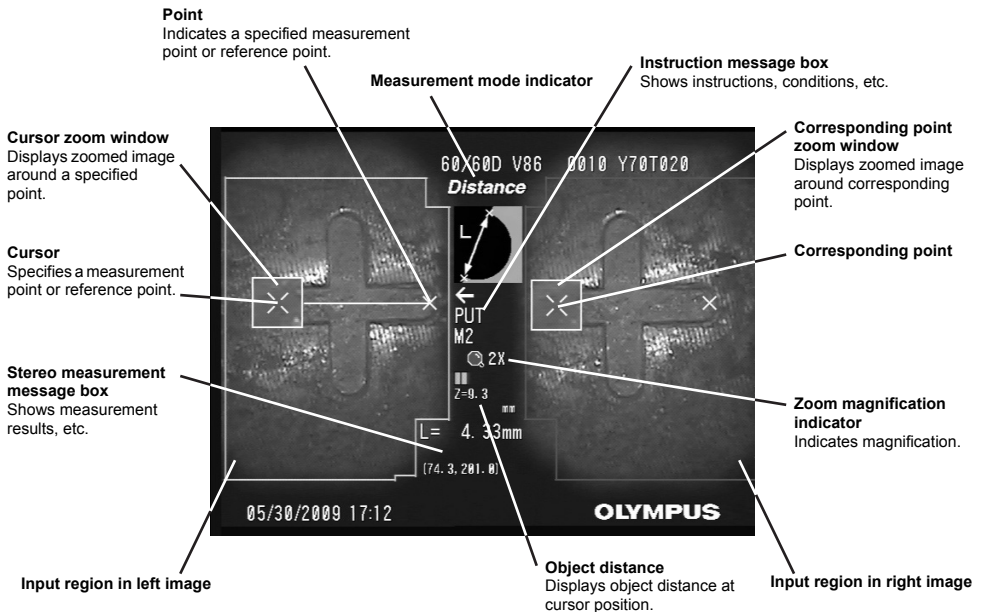 Point
Indicates a specified measurement
point or reference point.
Measurement mode indicator
Instruction message box
Shows instructions, conditions, etc.
Cursor zoom window
Displays zoomed image
around a specified
point.
Corresponding point
zoom window
Displays zoomed image
around corresponding
point.
Cursor
Specifies a measurement
point or reference point.
Corresponding point
Stereo measurement
message box
Shows measurement
results, etc.
Zoom magnification
indicator
Indicates magnification.
60/60D V86 0010 Y70T020
Distance
L
PUT
M2
2X
Z=9.3
mm
L= 4.33mm
(74.3,201.0)
05/30/2009 17:12
OLYMPUS
Input region in left image
Object distance
Displays object distance at
cursor position.
Input region in right image